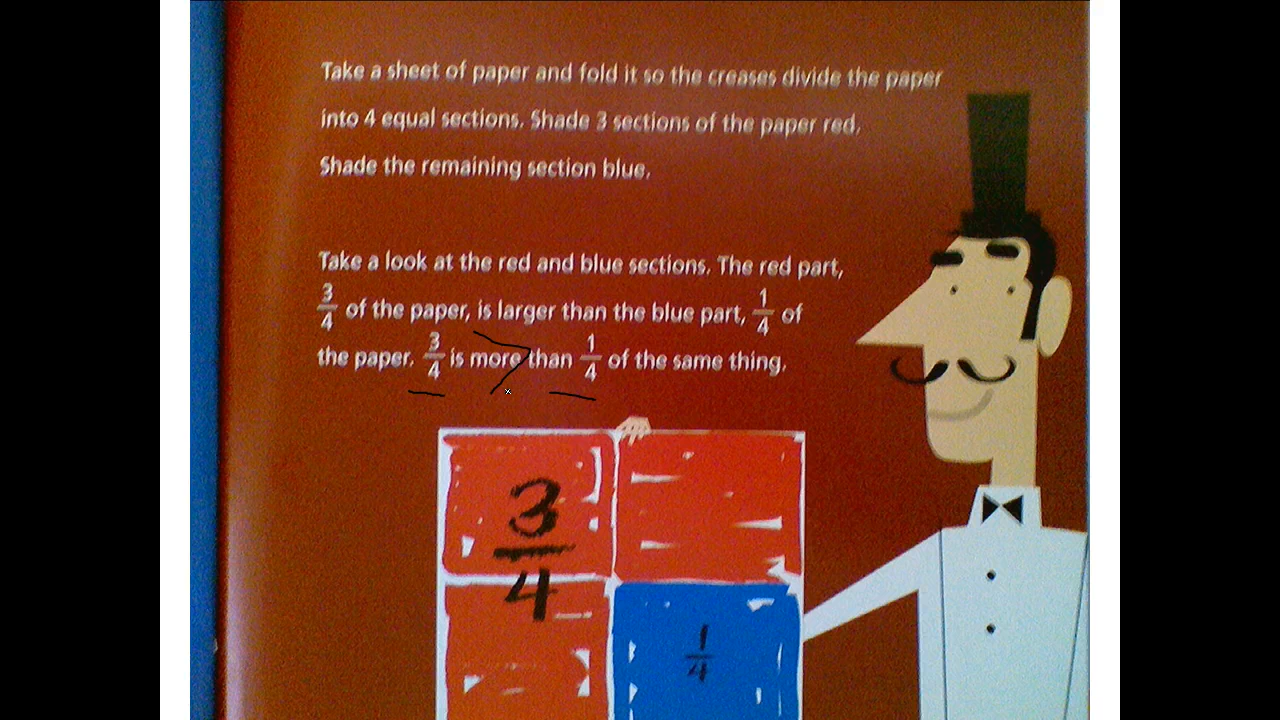 Take a sheet of paper and fold it so the creases divide the paper
into 4 equal sections. Shade 3 sections of the paper red.
Shade the remaining section blue.
Take a look at the red and blue sections. The red part,
3/4 of the paper, is larger than the blue part, 1/4 of
the paper. 3/4 is more than 1/4 of the same thing.
>
3/4
1/4